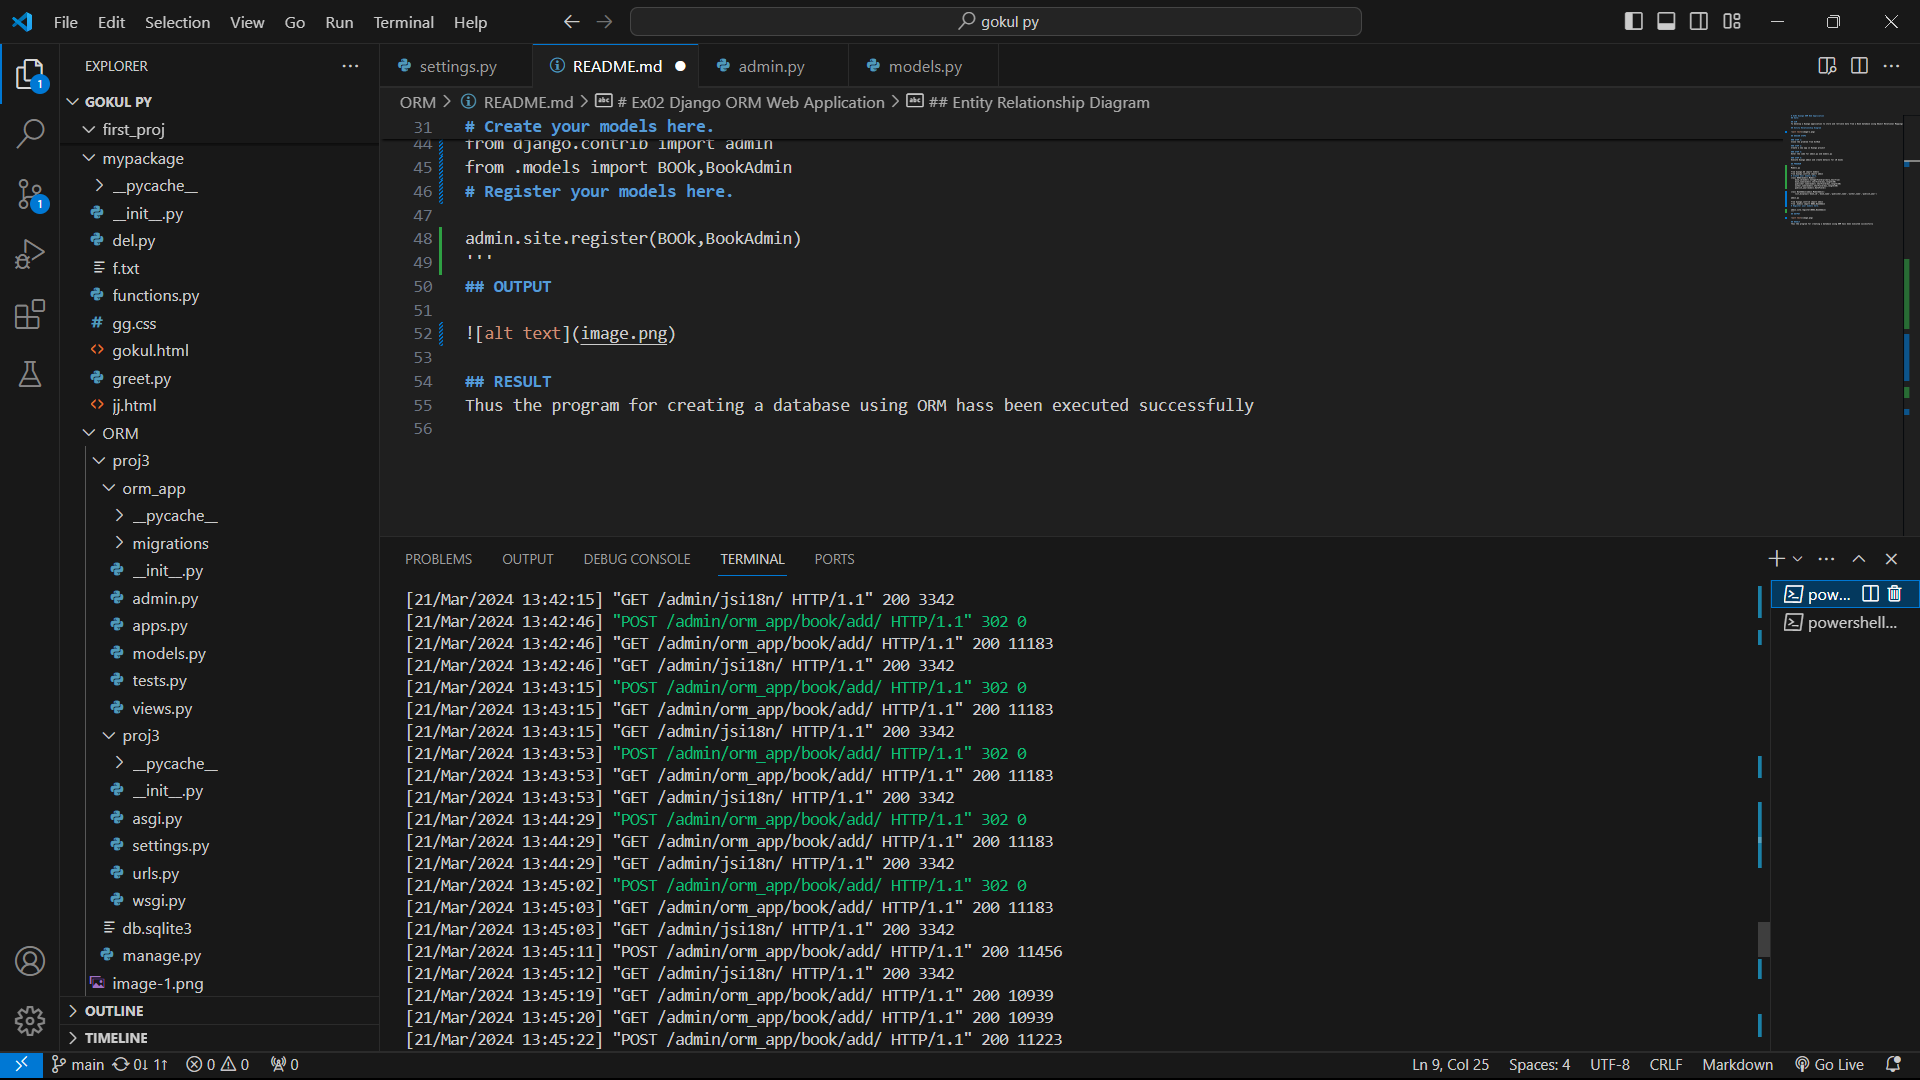 File Edit Selection View Go Run Terminal Help
gokul py
EXPLORER
settings.py
README.md
admin.py
models.py
GOKUL PY
first_proj
mypackage
__pycache__
__init__.py
del.py
f.txt
functions.py
# gg.css
<> gokul.html
greet.py
<> jj.html
ORM
proj3
orm_app
__pycache__
migrations
__init__.py
admin.py
apps.py
models.py
tests.py
views.py
proj3
__pycache__
__init__.py
asgi.py
settings.py
urls.py
wsgi.py
db.sqlite3
manage.py
image-1.png
OUTLINE
TIMELINE
1
1
ORM > README.md > # Ex02 Django ORM Web Application > ## Entity Relationship Diagram
31 # Create your models here.
44 from django.contrib import admin
45 from .models import BOOk,BookAdmin
46 # Register your models here.
47
48 admin.site.register(BOOk,BookAdmin)
49 '''
50 ## OUTPUT
51
52 ![alt text](image.png)
53
54 ## RESULT
55 Thus the program for creating a database using ORM hass been executed successfully
56
PROBLEMS OUTPUT DEBUG CONSOLE TERMINAL PORTS
[21/Mar/2024 13:42:15] "GET /admin/jsi18n/ HTTP/1.1" 200 3342
[21/Mar/2024 13:42:46] "POST /admin/orm_app/book/add/ HTTP/1.1" 302 0
[21/Mar/2024 13:42:46] "GET /admin/orm_app/book/add/ HTTP/1.1" 200 11183
[21/Mar/2024 13:42:46] "GET /admin/jsi18n/ HTTP/1.1" 200 3342
[21/Mar/2024 13:43:15] "POST /admin/orm_app/book/add/ HTTP/1.1" 302 0
[21/Mar/2024 13:43:15] "GET /admin/orm_app/book/add/ HTTP/1.1" 200 11183
[21/Mar/2024 13:43:15] "GET /admin/jsi18n/ HTTP/1.1" 200 3342
[21/Mar/2024 13:43:53] "POST /admin/orm_app/book/add/ HTTP/1.1" 302 0
[21/Mar/2024 13:43:53] "GET /admin/orm_app/book/add/ HTTP/1.1" 200 11183
[21/Mar/2024 13:43:53] "GET /admin/jsi18n/ HTTP/1.1" 200 3342
[21/Mar/2024 13:44:29] "POST /admin/orm_app/book/add/ HTTP/1.1" 302 0
[21/Mar/2024 13:44:29] "GET /admin/orm_app/book/add/ HTTP/1.1" 200 11183
[21/Mar/2024 13:44:29] "GET /admin/jsi18n/ HTTP/1.1" 200 3342
[21/Mar/2024 13:45:02] "POST /admin/orm_app/book/add/ HTTP/1.1" 302 0
[21/Mar/2024 13:45:03] "GET /admin/orm_app/book/add/ HTTP/1.1" 200 11183
[21/Mar/2024 13:45:03] "GET /admin/jsi18n/ HTTP/1.1" 200 3342
[21/Mar/2024 13:45:11] "POST /admin/orm_app/book/add/ HTTP/1.1" 200 11456
[21/Mar/2024 13:45:12] "GET /admin/jsi18n/ HTTP/1.1" 200 3342
[21/Mar/2024 13:45:19] "GET /admin/orm_app/book/add/ HTTP/1.1" 200 10939
[21/Mar/2024 13:45:20] "GET /admin/orm_app/book/add/ HTTP/1.1" 200 10939
[21/Mar/2024 13:45:22] "POST /admin/orm_app/book/add/ HTTP/1.1" 200 11223
pow...
powershell...
main 0↓ 1↑ 0 0 0
Ln 9, Col 25 Spaces: 4 UTF-8 CRLF Markdown Go Live